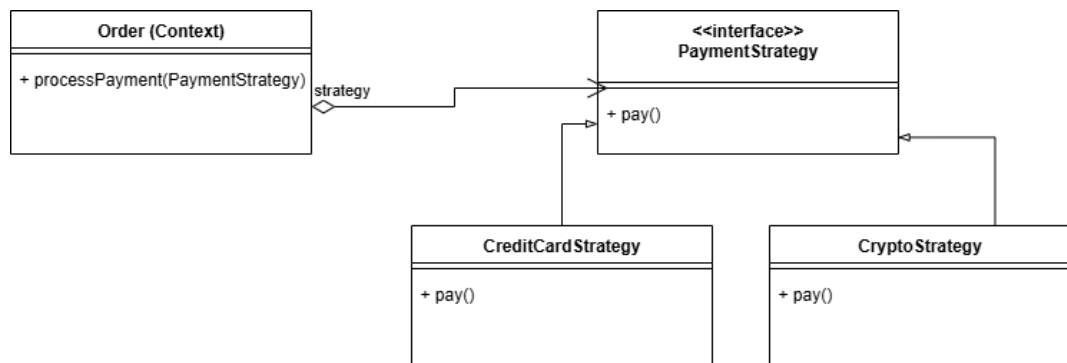 Order (Context)
+ processPayment(PaymentStrategy)
strategy
<<interface>>
PaymentStrategy
+ pay()
CreditCardStrategy
+ pay()
CryptoStrategy
+ pay()